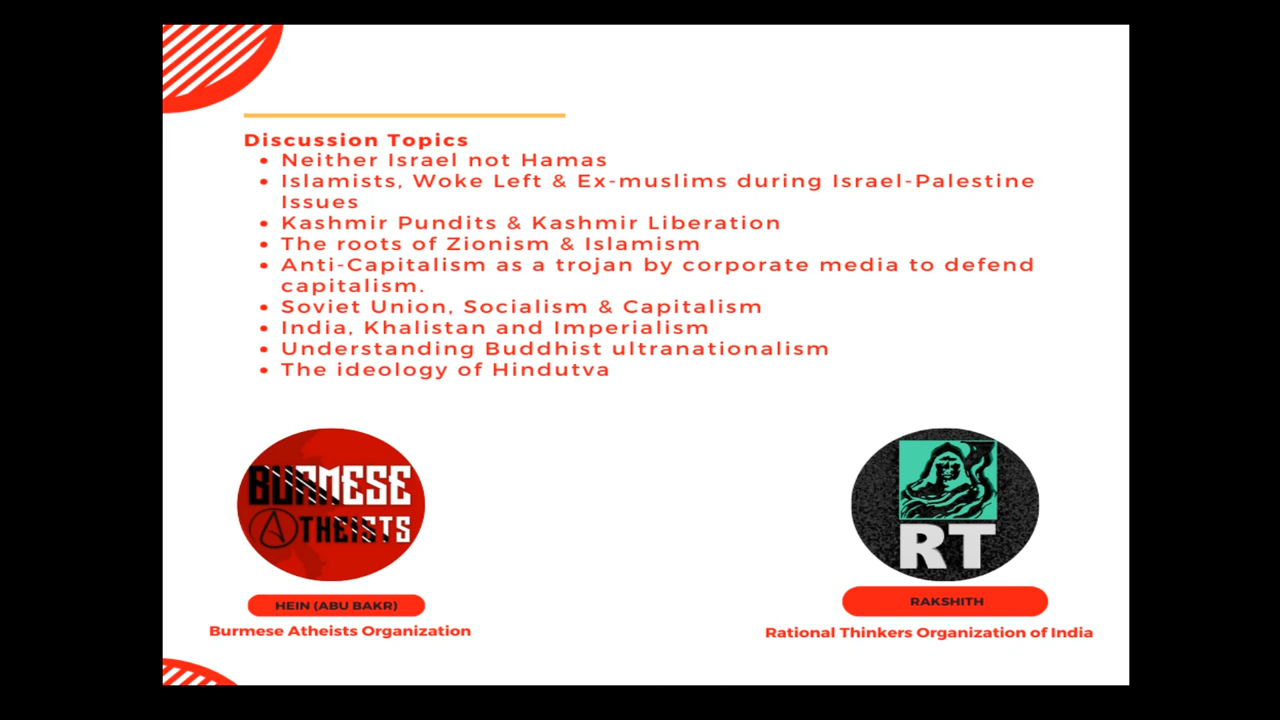 Discussion Topics
• Neither Israel not Hamas
• Islamists, Woke Left & Ex-muslims during Israel-Palestine
Issues
• Kashmir Pundits & Kashmir Liberation
• The roots of Zionism & Islamism
• Anti-Capitalism as a trojan by corporate media to defend
capitalism.
• Soviet Union, Socialism & Capitalism
• India, Khalistan and Imperialism
• Understanding Buddhist ultranationalism
• The ideology of Hindutva
BURMESE
ATHEISTS
HEIN (ABU BAKR)
Burmese Atheists Organization
RT
RAKSHITH
Rational Thinkers Organization of India